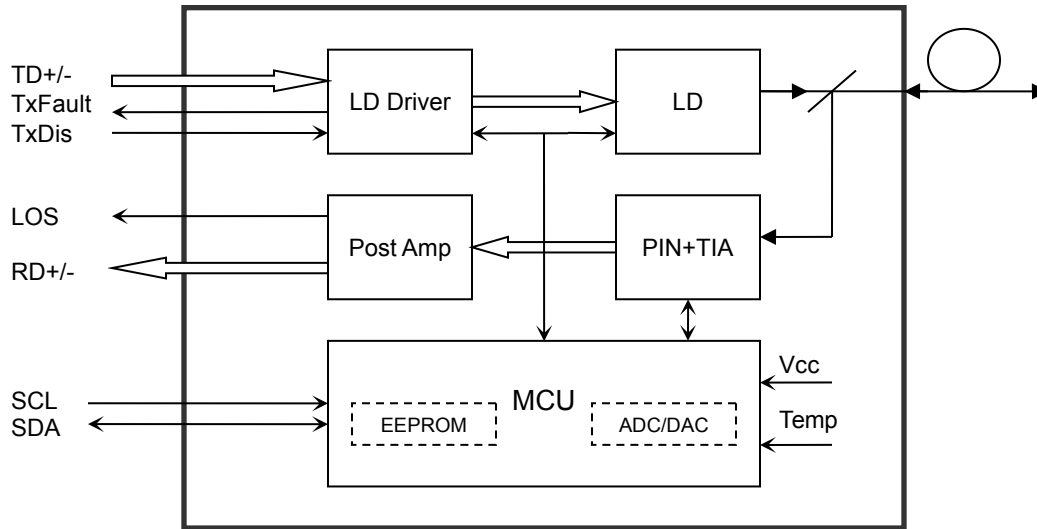 TD+/-
TxFault
TxDis
LD Driver
LD
LOS
RD+/-
Post Amp
PIN+TIA
SCL
SDA
MCU
EEPROM
ADC/DAC
Vcc
Temp